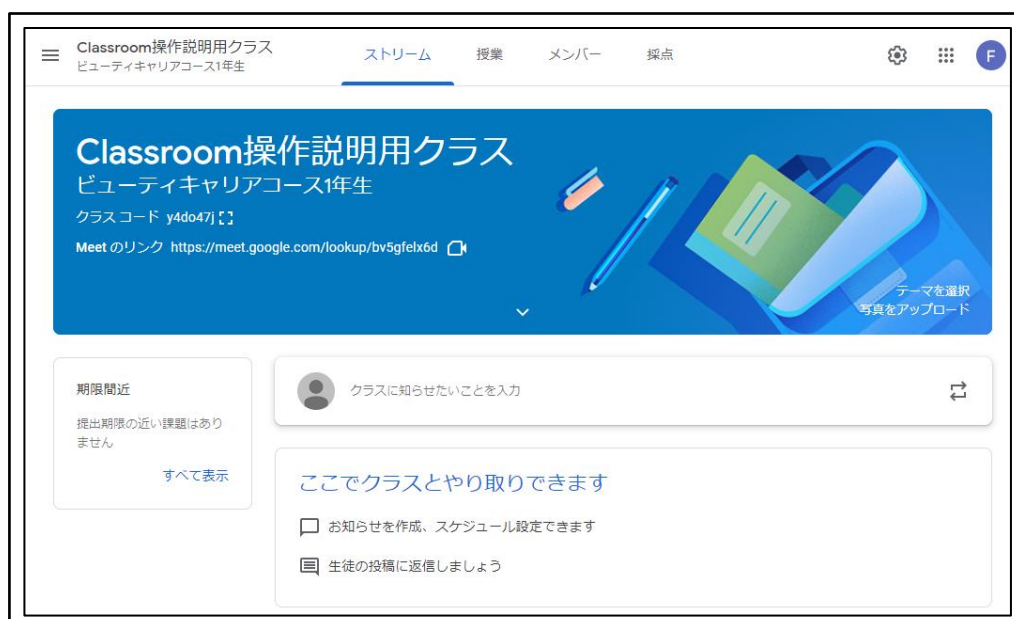 Classroom操作説明用クラス
ビューティキャリアコース1年生
ストリーム
授業
メンバー
採点
F
Classroom操作説明用クラス
ビューティキャリアコース1年生
クラス コード y4do47j
Meet のリンク https://meet.google.com/lookup/bv5gfelx6d
テーマを選択
写真をアップロード
期限間近
提出期限の近い課題はあり
ません
すべて表示
クラスに知らせたいことを入力
ここでクラスとやり取りできます
お知らせを作成、スケジュール設定できます
生徒の投稿に返信しましょう